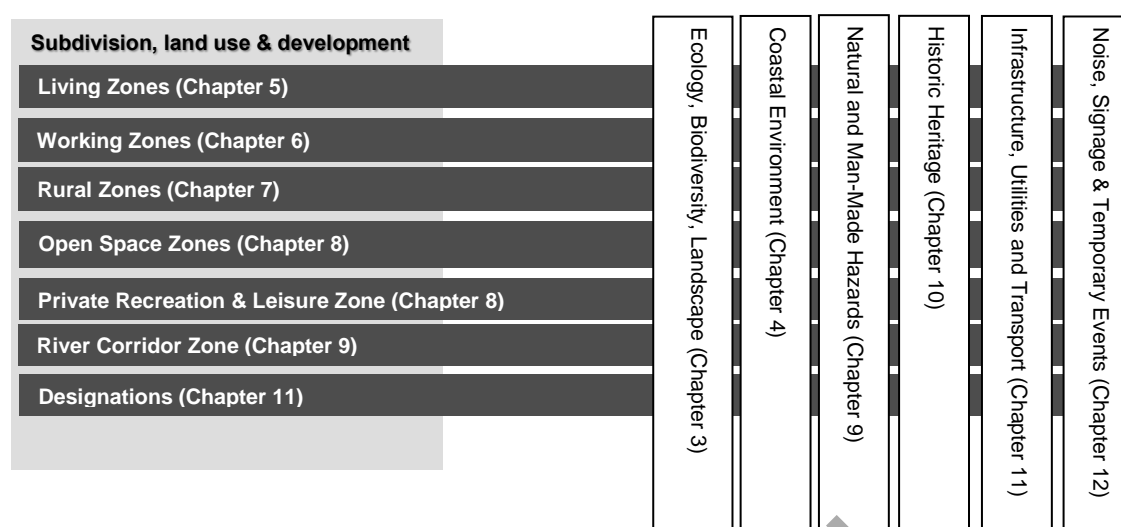 Subdivision, land use & development
Living Zones (Chapter 5)
Working Zones (Chapter 6)
Rural Zones (Chapter 7)
Open Space Zones (Chapter 8)
Private Recreation & Leisure Zone (Chapter 8)
River Corridor Zone (Chapter 9)
Designations (Chapter 11)
Ecology, Biodiversity, Landscape (Chapter 3)
Coastal Environment (Chapter 4)
Natural and Man-Made Hazards (Chapter 9)
Historic Heritage (Chapter 10)
Infrastructure, Utilities and Transport (Chapter 11)
Noise, Signage & Temporary Events (Chapter 12)